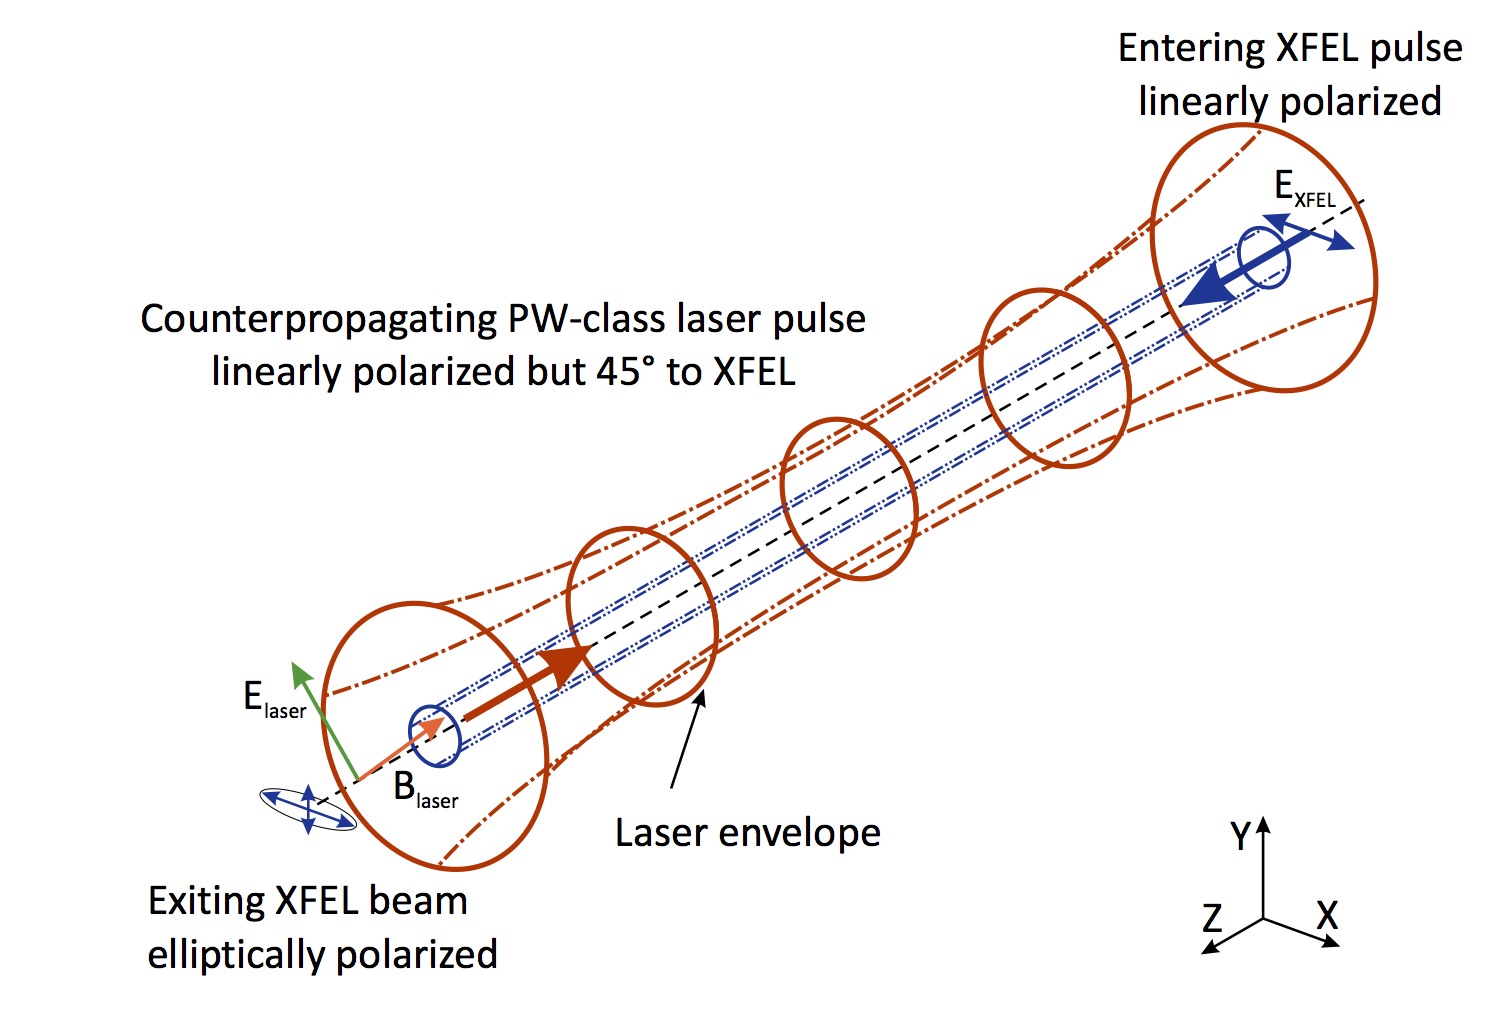 Entering XFEL pulse
linearly polarized
E XFEL
Counterpropagating PW-class laser pulse
linearly polarized but 45° to XFEL
E laser
B laser
Laser envelope
Y
Z
X
Exiting XFEL beam
elliptically polarized